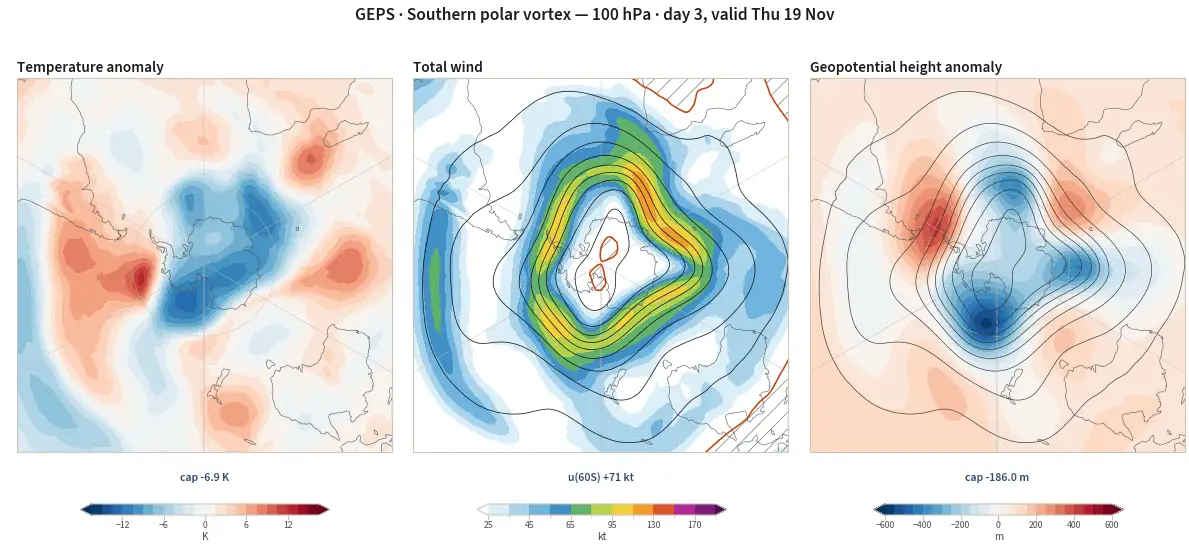 GEPS · Southern polar vortex — 100 hPa · day 3, valid Thu 19 Nov
Temperature anomaly
Total wind
Geopotential height anomaly
cap -6.9 K
u(60S) +71 kt
cap -186.0 m
−12 −6 0 6 12
K
25 45 65 95 130 170
kt
−600 −400 −200 0 200 400 600
m